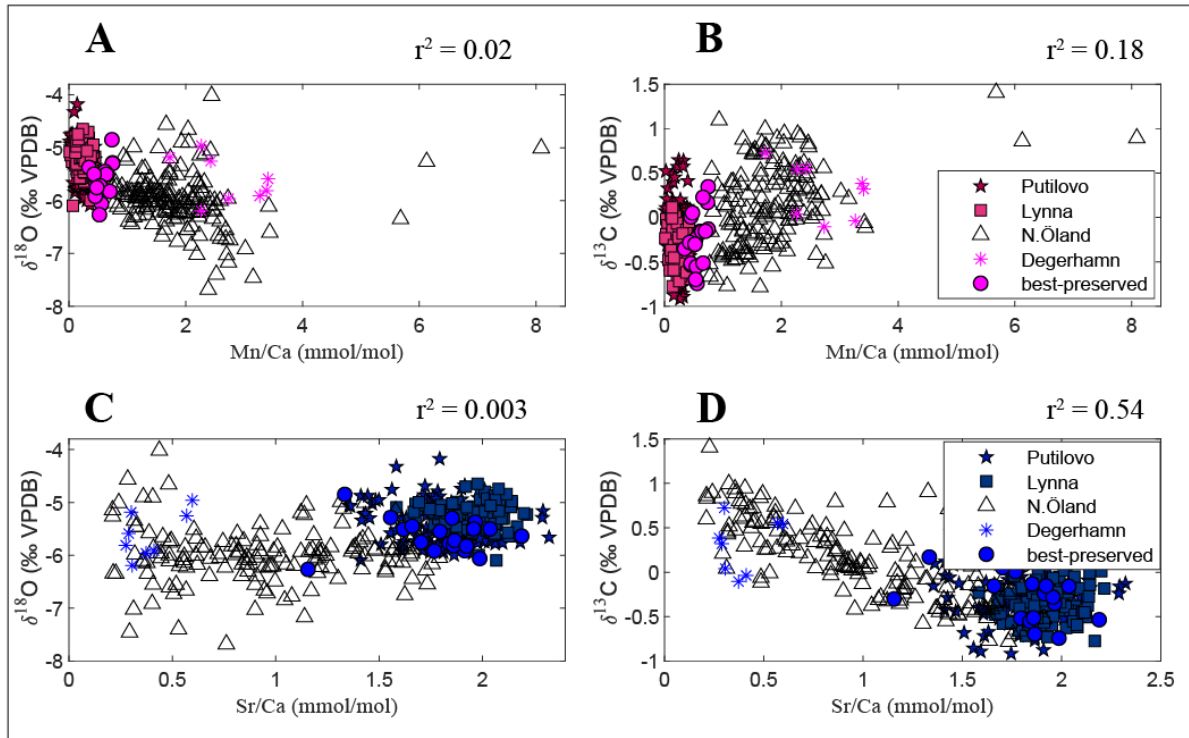 A
r² = 0.02
δ18O (‰ VPDB)
-4
-5
-6
-7
-8
0
2
4
6
8
Mn/Ca (mmol/mol)
B
r² = 0.18
δ13C (‰ VPDB)
1.5
1
0.5
0
-0.5
-1
0
2
4
6
8
Mn/Ca (mmol/mol)
Putilovo
Lynna
N.Öland
Degerhamn
best-preserved
C
r² = 0.003
δ18O (‰ VPDB)
-4
-5
-6
-7
-8
0
0.5
1
1.5
2
Sr/Ca (mmol/mol)
D
r² = 0.54
δ13C (‰ VPDB)
1.5
1
0.5
0
-0.5
-1
0
0.5
1
1.5
2
2.5
Sr/Ca (mmol/mol)
Putilovo
Lynna
N.Öland
Degerhamn
best-preserved